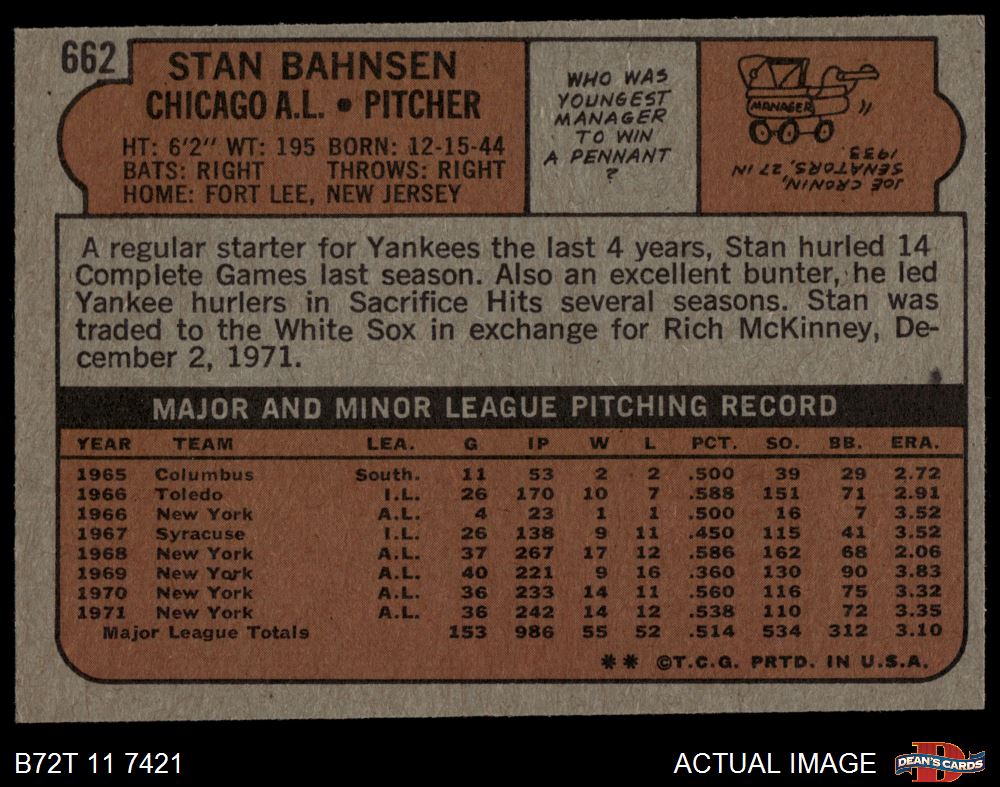 662
STAN BAHNSEN
CHICAGO A.L. • PITCHER
HT: 6'2" WT: 195 BORN: 12-15-44
BATS: RIGHT THROWS: RIGHT
HOME: FORT LEE, NEW JERSEY
WHO WAS
YOUNGEST
MANAGER
TO WIN
A PENNANT
?
MANAGER
JOE CRONIN,
SENATORS, 27 IN
1933.
A regular starter for Yankees the last 4 years, Stan hurled 14
Complete Games last season. Also an excellent bunter, he led
Yankee hurlers in Sacrifice Hits several seasons. Stan was
traded to the White Sox in exchange for Rich McKinney, De-
cember 2, 1971.
MAJOR AND MINOR LEAGUE PITCHING RECORD
YEAR TEAM LEA. G IP W L PCT. SO. BB. ERA.
1965 Columbus South. 11 53 2 2 .500 39 29 2.72
1966 Toledo I.L. 26 170 10 7 .588 151 71 2.91
1966 New York A.L. 4 23 1 1 .500 16 7 3.52
1967 Syracuse I.L. 26 138 9 11 .450 115 41 3.52
1968 New York A.L. 37 267 17 12 .586 162 68 2.06
1969 New York A.L. 40 221 9 16 .360 130 90 3.83
1970 New York A.L. 36 233 14 11 .560 116 75 3.32
1971 New York A.L. 36 242 14 12 .538 110 72 3.35
Major League Totals 153 986 55 52 .514 534 312 3.10
** ©T.C.G. PRTD. IN U.S.A.
B72T 11 7421
ACTUAL IMAGE
DEAN'S CARDS